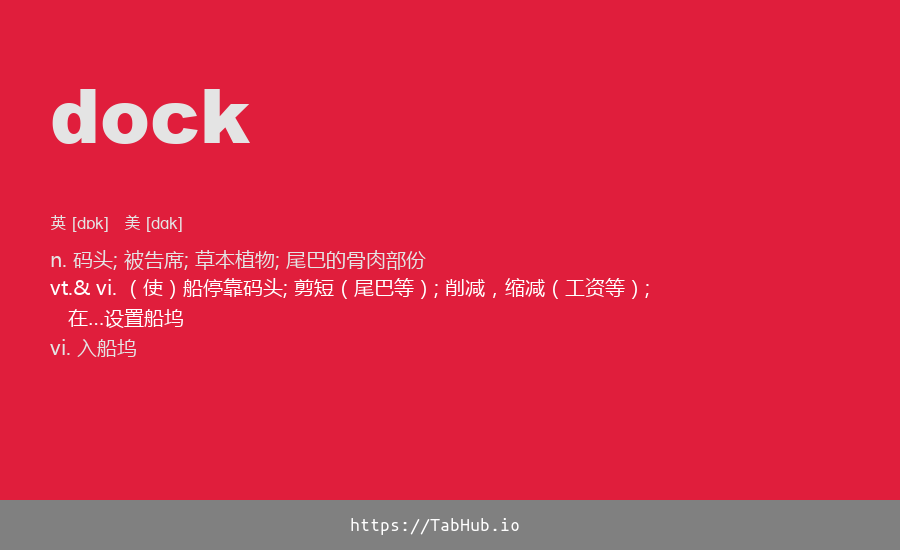 dock
英 [dɒk] 美 [dɑk]
n. 码头; 被告席; 草本植物; 尾巴的骨肉部份
vt.& vi. （使）船停靠码头; 剪短（尾巴等）; 削减，缩减（工资等）;
在...设置船坞
vi. 入船坞
https://TabHub.io